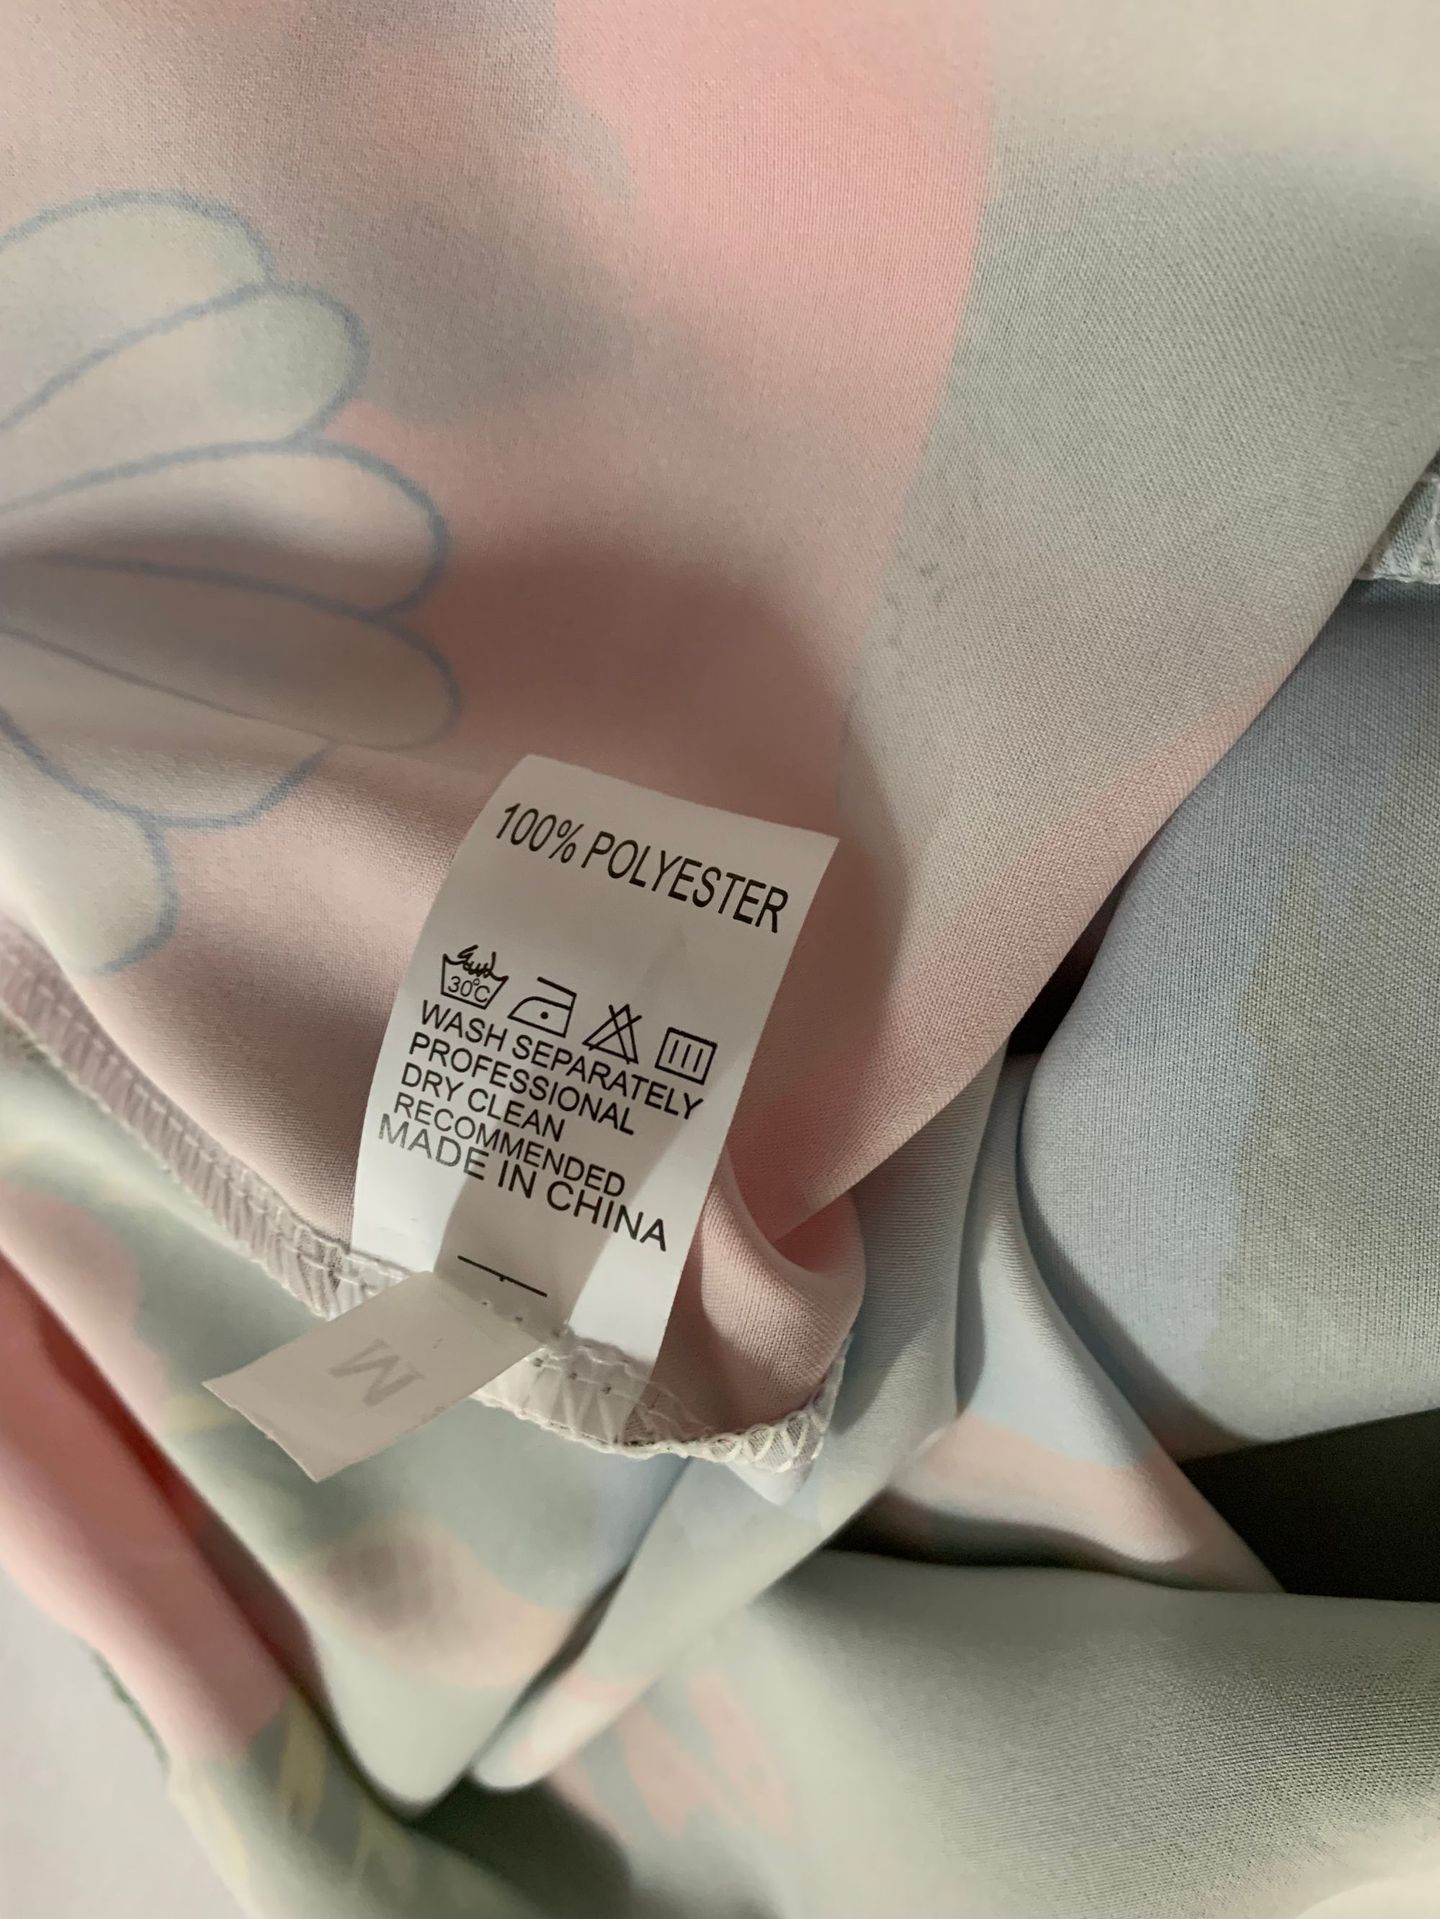 100% POLYESTER
30°C
WASH SEPARATELY
PROFESSIONAL
DRY CLEAN
RECOMMENDED
MADE IN CHINA
M